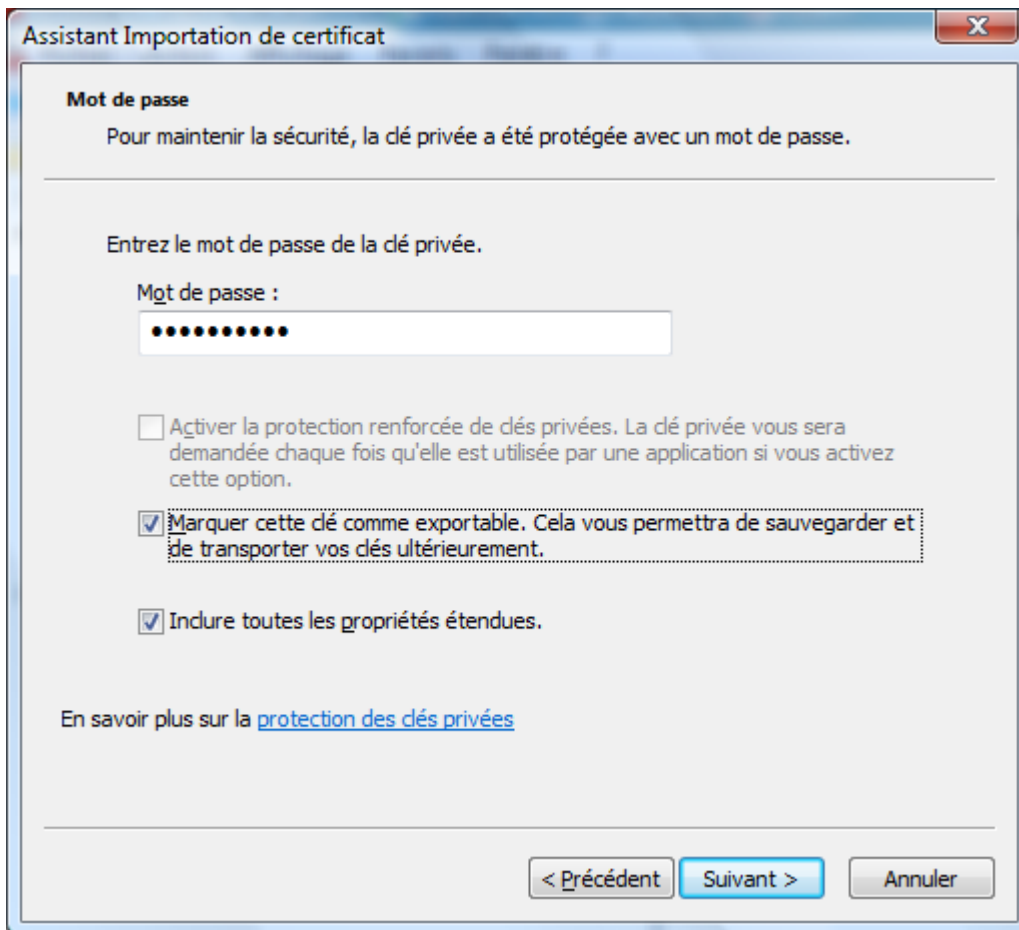 Assistant Importation de certificat
Mot de passe
Pour maintenir la sécurité, la clé privée a été protégée avec un mot de passe.
Entrez le mot de passe de la clé privée.
Mot de passe :
••••••••••
Activer la protection renforcée de clés privées. La clé privée vous sera
demandée chaque fois qu'elle est utilisée par une application si vous activez
cette option.
Marquer cette clé comme exportable. Cela vous permettra de sauvegarder et
de transporter vos clés ultérieurement.
Inclure toutes les propriétés étendues.
En savoir plus sur la protection des clés privées
< Précédent
Suivant >
Annuler